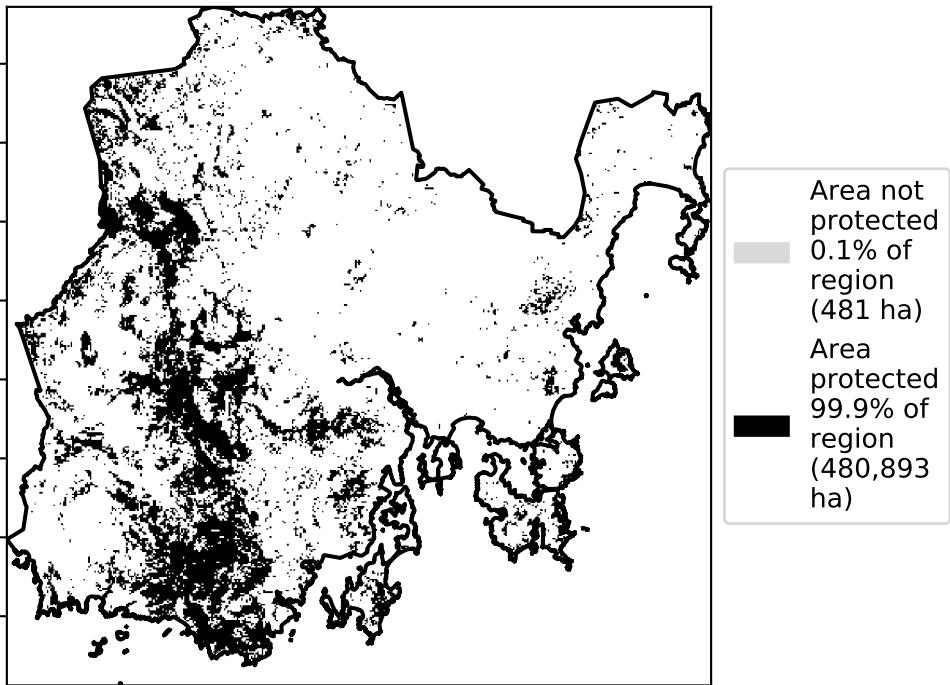 Area not
protected
0.1% of
region
(481 ha)
Area
protected
99.9% of
region
(480,893
ha)